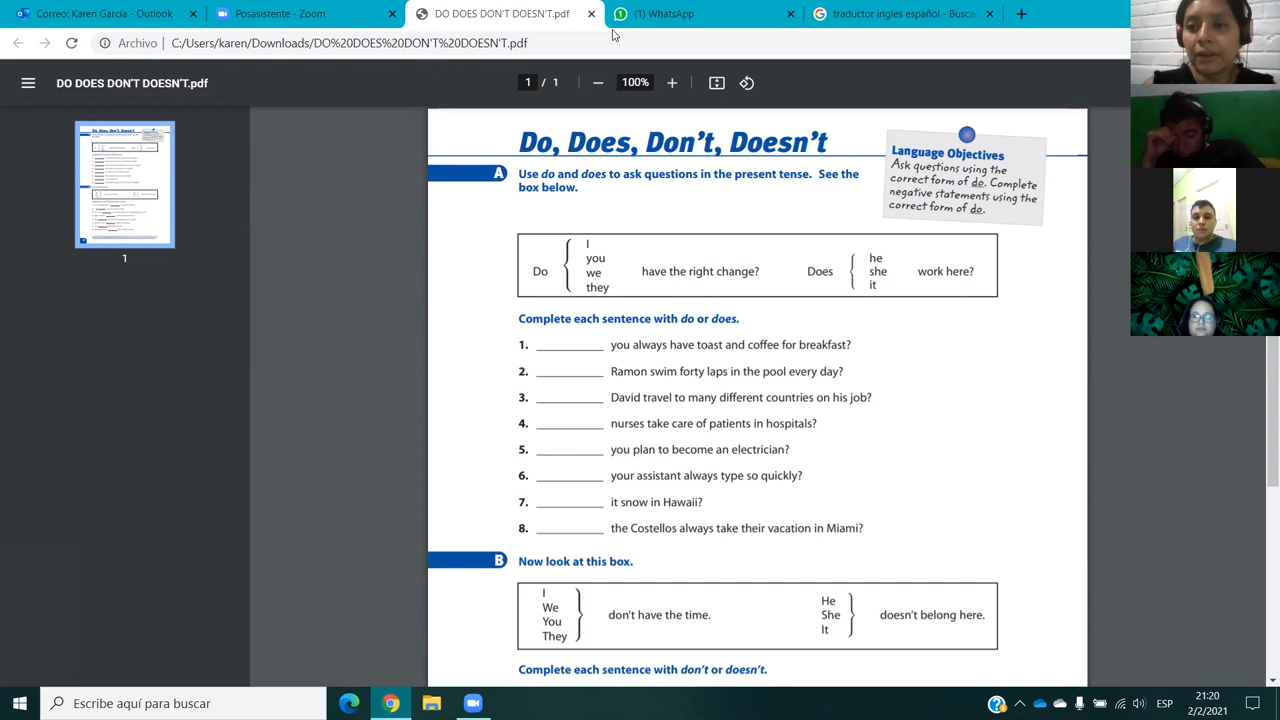 Correo: Karen García - Outlook
Posasistente - Zoom
DO DOES DON'T DOESN'T.pdf
(1) WhatsApp
traductor ingles español - Busca
Archivo | C:/Users/karen/Downloads/DO%20DOES%20DON'T%20DOESN'T.pdf
DO DOES DON'T DOESN'T.pdf
1 / 1
100%
1
Do, Does, Don't, Doesn't
Language Objectives
Ask questions using the
correct form of do. Complete
negative statements using the
correct form of do.
A
Use do and does to ask questions in the present tense. See the
box below.
Do
I
you
we
they
have the right change?
Does
he
she
it
work here?
Complete each sentence with do or does.
1. __________ you always have toast and coffee for breakfast?
2. __________ Ramon swim forty laps in the pool every day?
3. __________ David travel to many different countries on his job?
4. __________ nurses take care of patients in hospitals?
5. __________ you plan to become an electrician?
6. __________ your assistant always type so quickly?
7. __________ it snow in Hawaii?
8. __________ the Costellos always take their vacation in Miami?
B
Now look at this box.
I
We
You
They
don't have the time.
He
She
It
doesn't belong here.
Complete each sentence with don't or doesn't.
Escribe aquí para buscar
ESP
21:20
2/2/2021